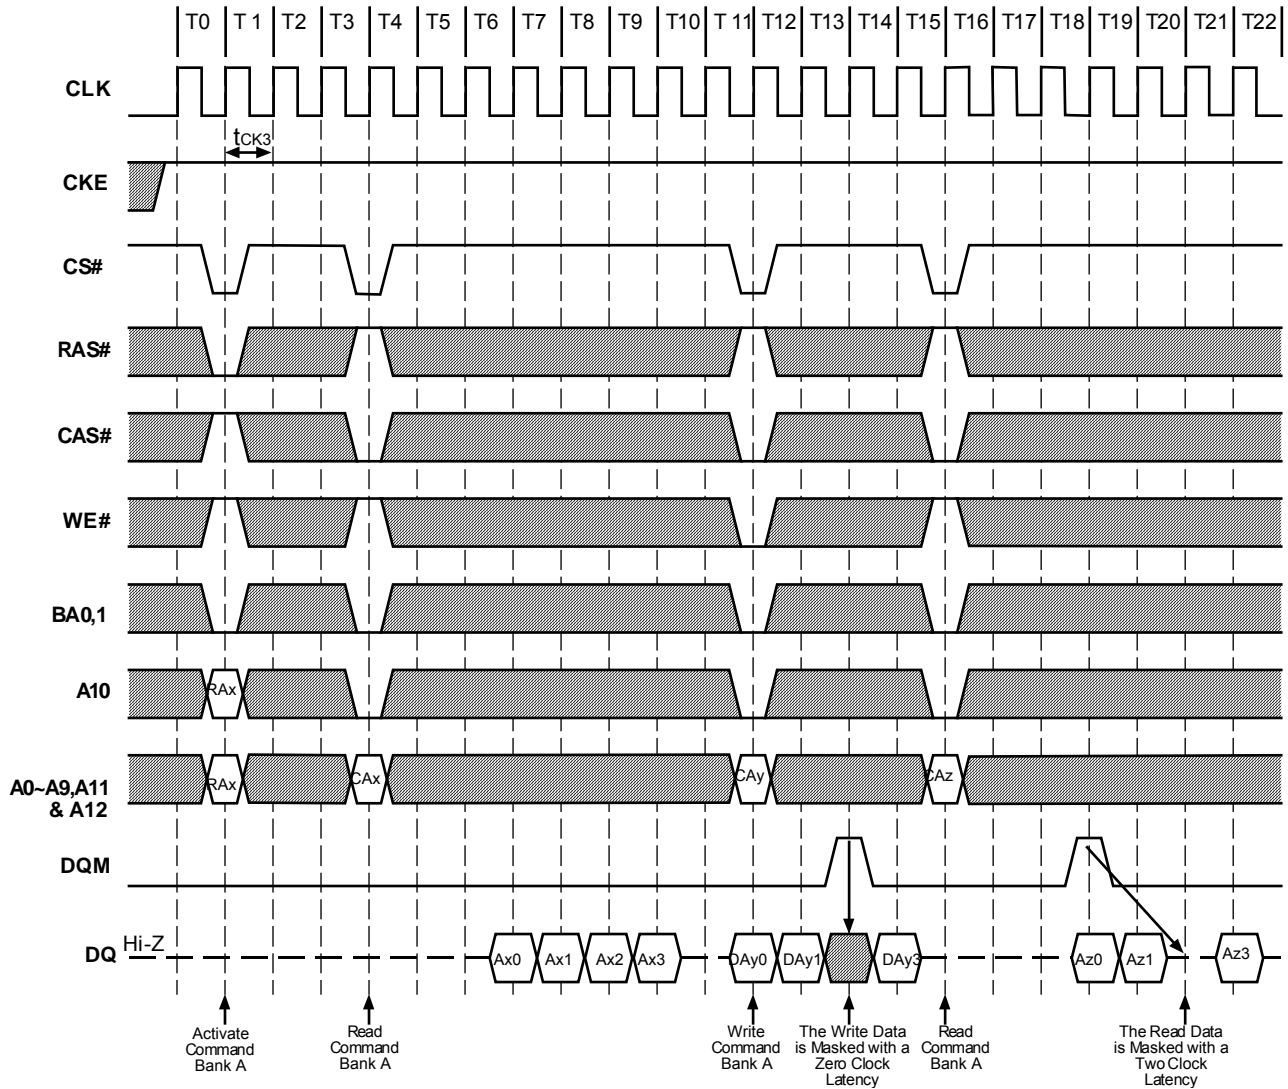 T0 T 1 T2 T3 T4 T5 T6 T7 T8 T9 T10 T 11 T12 T13 T14 T15 T16 T17 T18 T19 T20 T21 T22
CLK
tCK3
CKE
CS#
RAS#
CAS#
WE#
BA0,1
A10
RAx
A0~A9,A11
& A12
RAx CAx CAy CAz
DQM
DQ Hi-Z Ax0 Ax1 Ax2 Ax3 DAy0 DAy1 DAy3 Az0 Az1 Az3
Activate
Command
Bank A
Read
Command
Bank A
Write
Command
Bank A
The Write Data
is Masked with a
Zero Clock
Latency
Read
Command
Bank A
The Read Data
is Masked with a
Two Clock
Latency